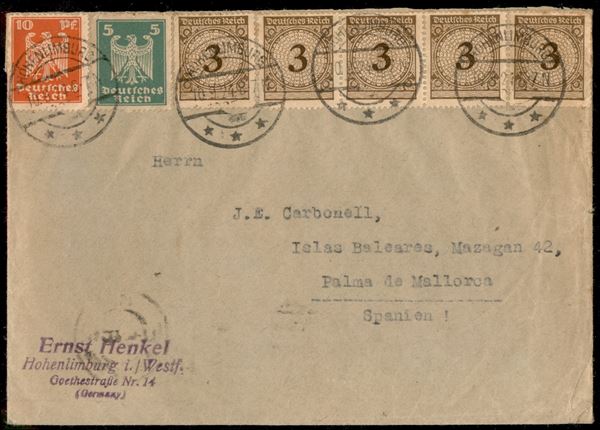 10 Pf
Deutsches
Reich
5 5
Deutsches
Reich
Deutsches Reich
3
Deutsches Reich
3
Deutsches Reich
3
Deutsches Reich
3
Deutsches Reich
3
HOHENLIMBURG
Herrn
J.E. Carbonell,
Islas Baleares, Mazagan 42,
Palma de Mallorca
Spanien !
Ernst Henkel
Hohenlimburg i./Westf.
Goethestraße Nr. 14
(Germany)